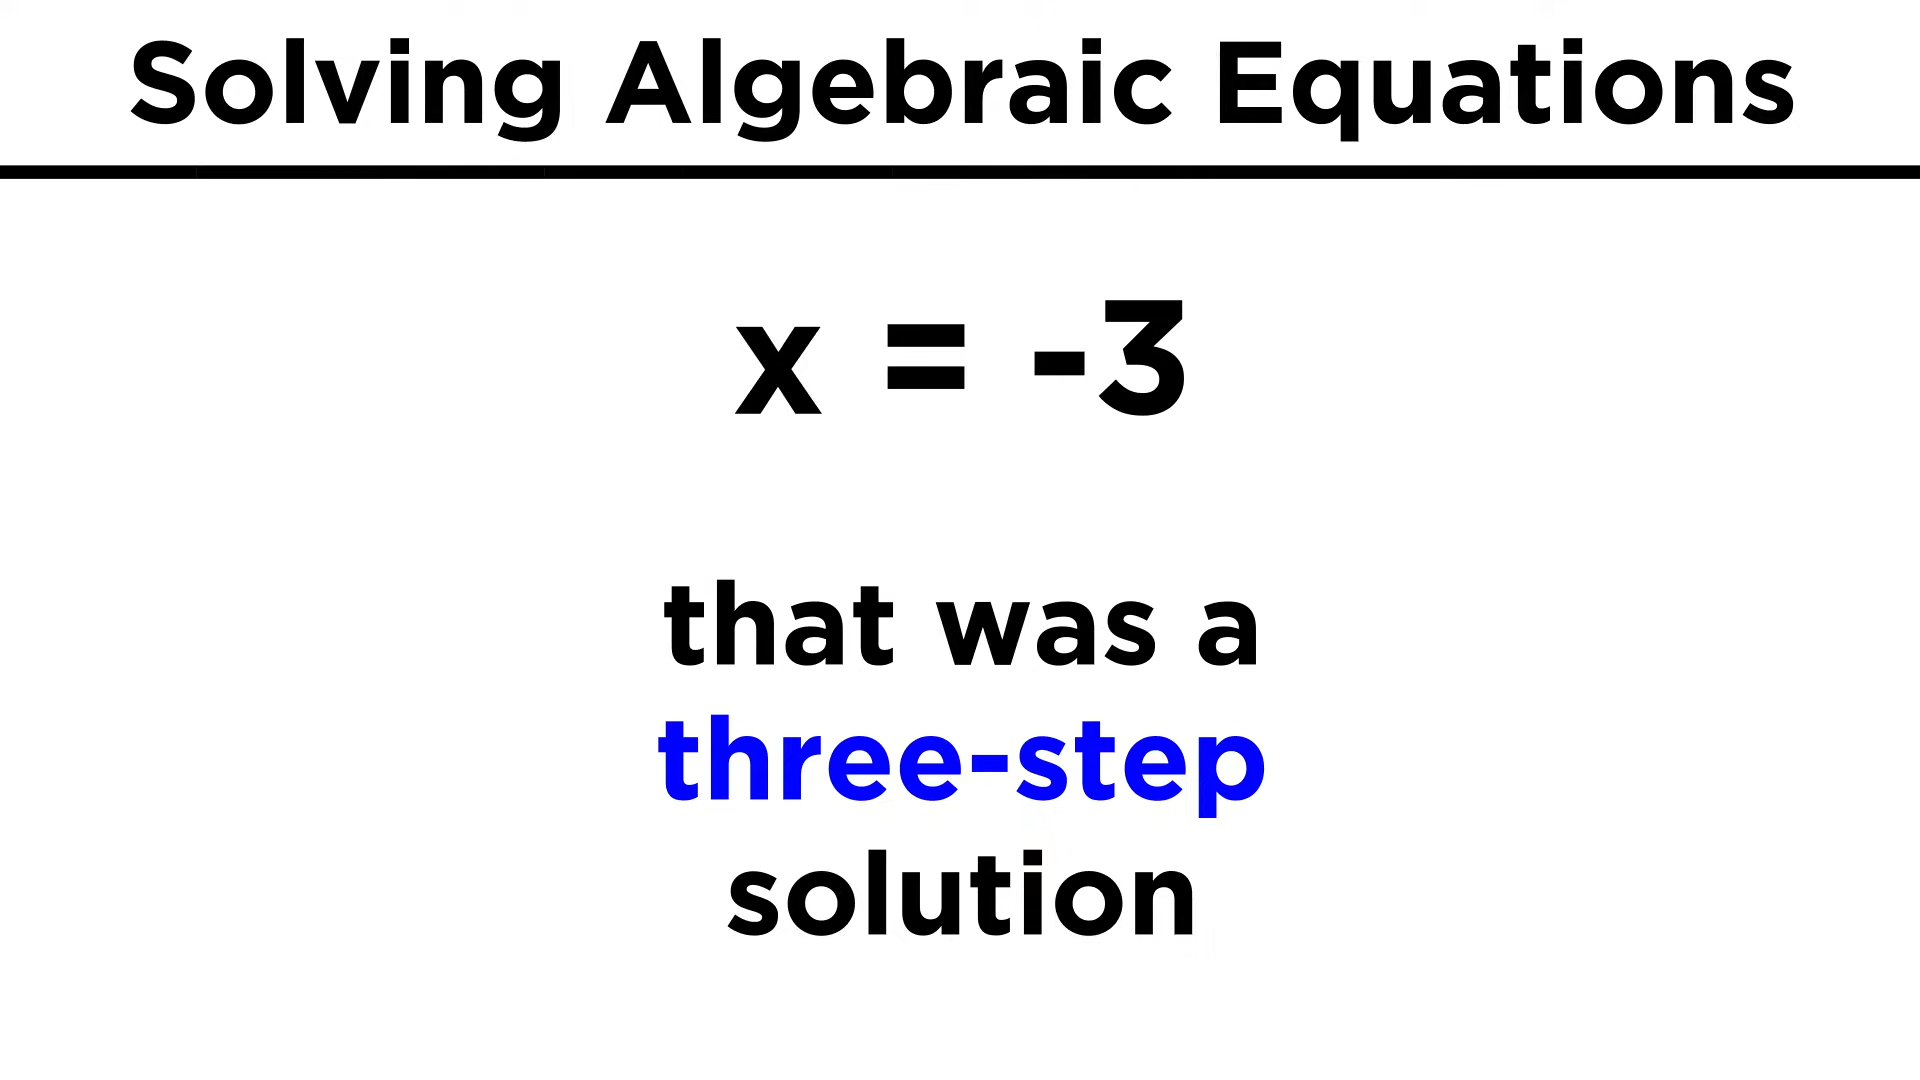 Solving Algebraic Equations
x = -3
that was a
three-step
solution